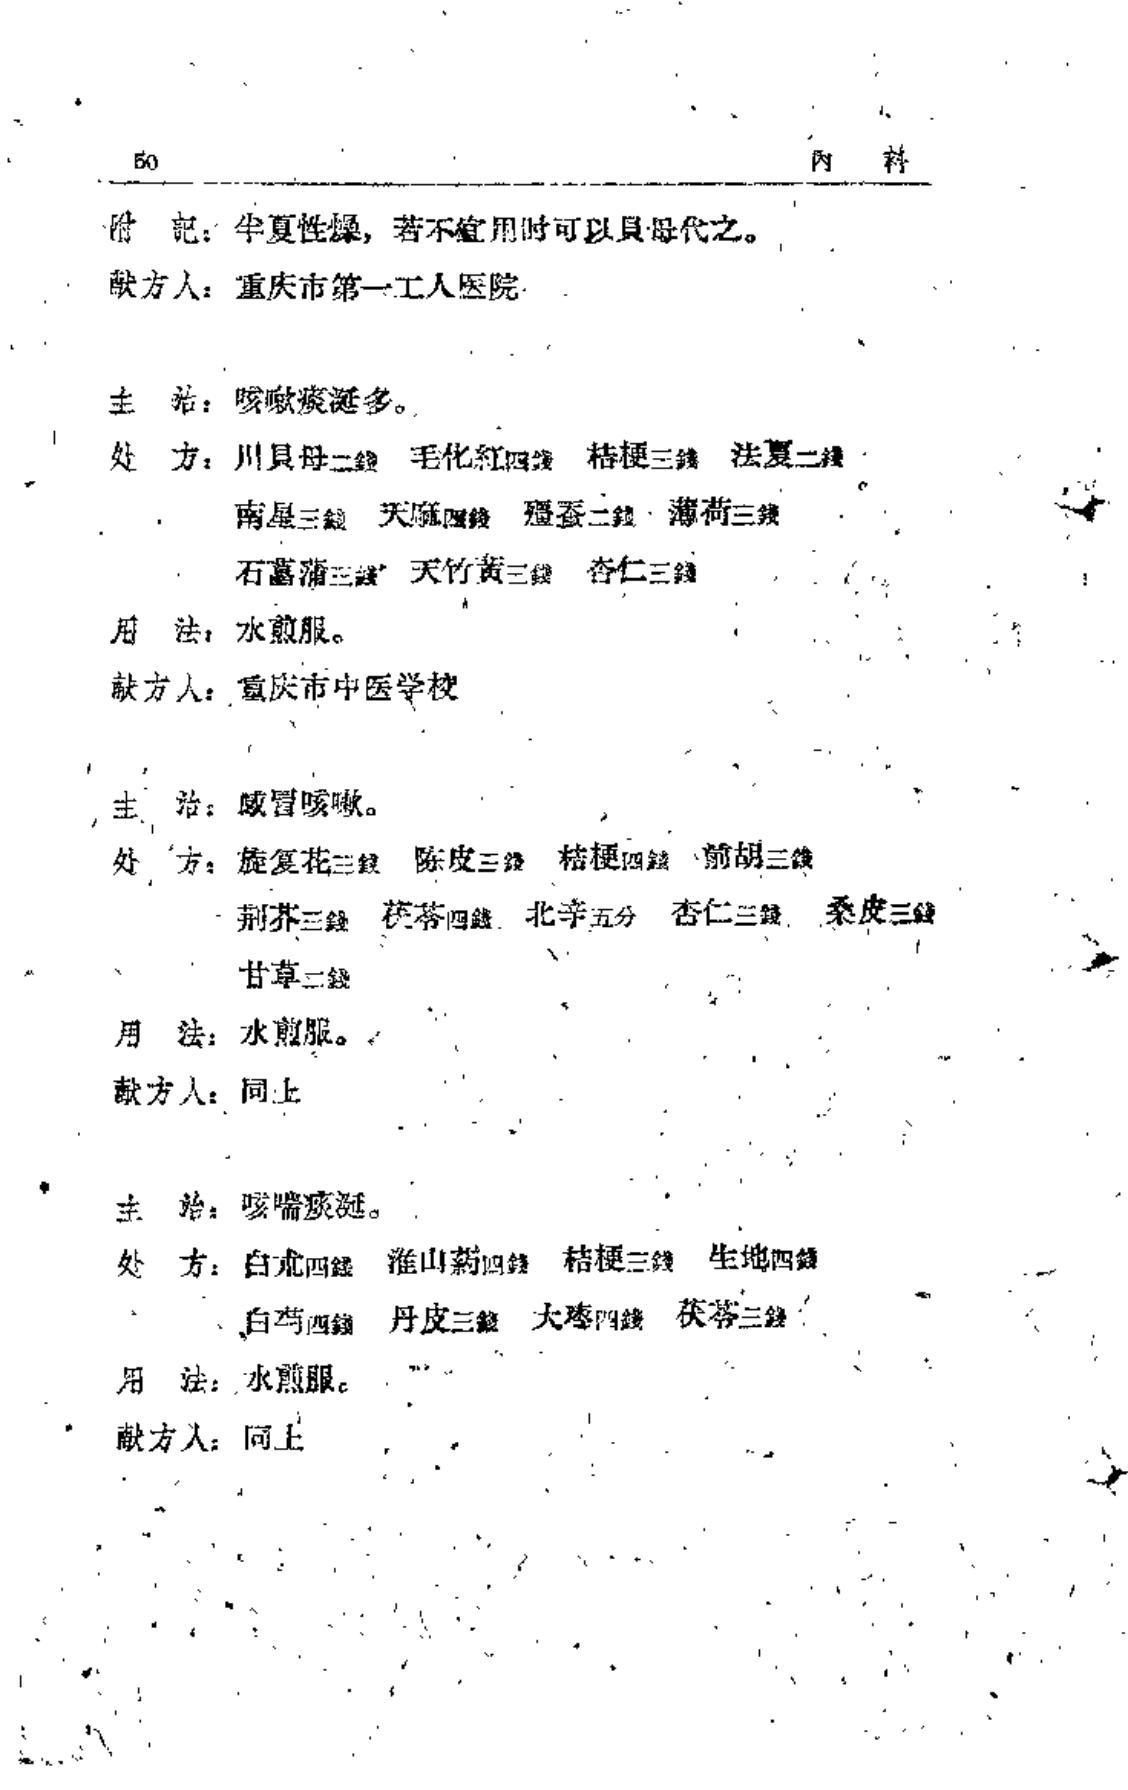 50 內 科
附 記：半夏性燥，若不宜用时可以貝母代之。
献方人：重庆市第一工人医院
主 治：咳嗽痰涎多。
处 方：川貝母二錢 毛化紅四錢 桔梗三錢 法夏二錢
南星三錢 天麻四錢 殭蚕二錢 薄荷三錢
石菖蒲三錢 天竹黄三錢 杏仁三錢
用 法：水煎服。
献方人：重庆市中医学校
主 治：感冒咳嗽。
处 方：旋复花三錢 陈皮三錢 桔梗四錢 前胡三錢
荆芥三錢 茯苓四錢 北辛五分 杏仁三錢 桑皮三錢
甘草二錢
用 法：水煎服。
献方人：同上
主 治：咳喘痰涎。
处 方：白朮四錢 淮山葯四錢 桔梗三錢 生地四錢
白芍四錢 丹皮三錢 大枣四錢 茯苓三錢
用 法：水煎服。
献方人：同上